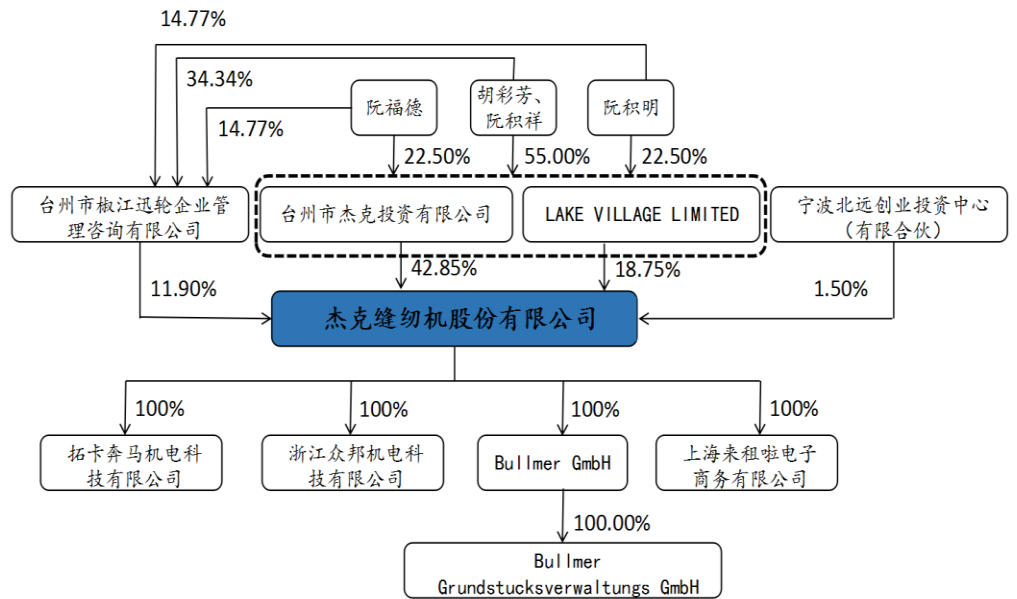 14.77%
34.34%
14.77%
阮福德
胡彩芳、
阮积祥
阮积明
22.50%
55.00%
22.50%
台州市椒江迅轮企业管
理咨询有限公司
台州市杰克投资有限公司
LAKE VILLAGE LIMITED
宁波北远创业投资中心
（有限合伙）
11.90%
42.85%
18.75%
1.50%
杰克缝纫机股份有限公司
100%
100%
100%
100%
拓卡奔马机电科
技有限公司
浙江众邦机电科
技有限公司
Bullmer GmbH
上海来租啦电子
商务有限公司
100.00%
Bullmer
Grundstucksverwaltungs GmbH